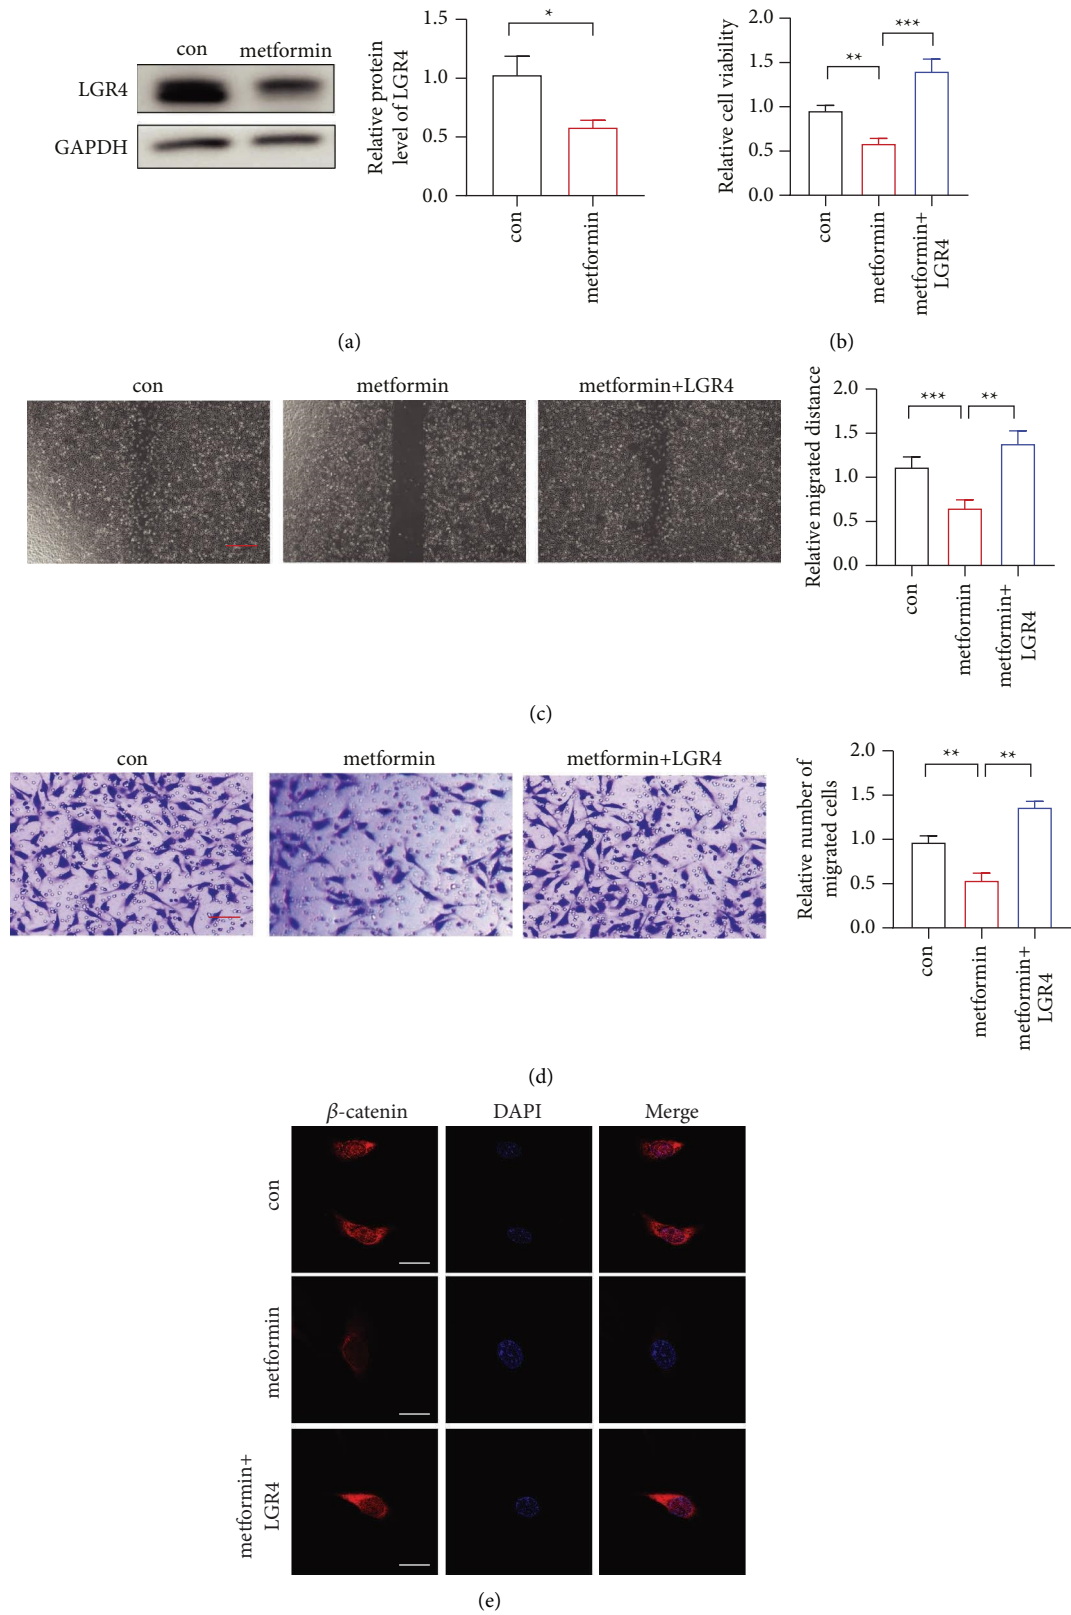 con metformin
LGR4
GAPDH
Relative protein
level of LGR4
1.5
1.0
0.5
0.0
*
con
metformin
(a)
Relative cell viability
2.0
1.5
1.0
0.5
0.0
**
***
con
metformin
metformin+
LGR4
(b)
con metformin metformin+LGR4
Relative migrated distance
2.0
1.5
1.0
0.5
0.0
***
**
con
metformin
metformin+
LGR4
(c)
con metformin metformin+LGR4
Relative number of
migrated cells
2.0
1.5
1.0
0.5
0.0
**
**
con
metformin
metformin+
LGR4
(d)
β-catenin DAPI Merge
con
metformin
metformin+
LGR4
(e)